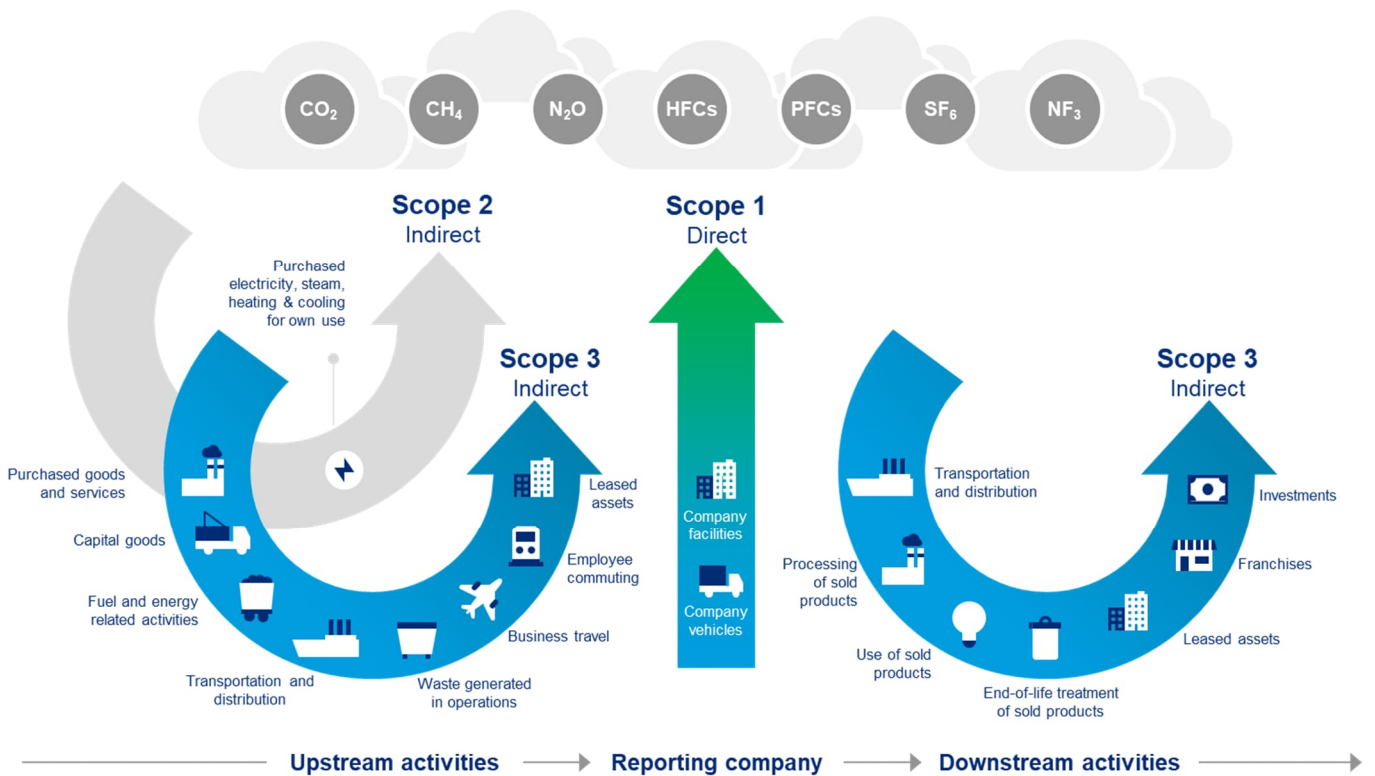 CO₂
CH₄
N₂O
HFCs
PFCs
SF₆
NF₃
Scope 2
Indirect
Purchased
electricity, steam,
heating & cooling
for own use
Scope 1
Direct
Scope 3
Indirect
Purchased goods
and services
Capital goods
Fuel and energy
related activities
Transportation and
distribution
Waste generated
in operations
Business travel
Employee
commuting
Leased
assets
Company
facilities
Company
vehicles
Scope 3
Indirect
Transportation
and distribution
Processing
of sold
products
Use of sold
products
End-of-life treatment
of sold products
Leased assets
Franchises
Investments
Upstream activities
Reporting company
Downstream activities